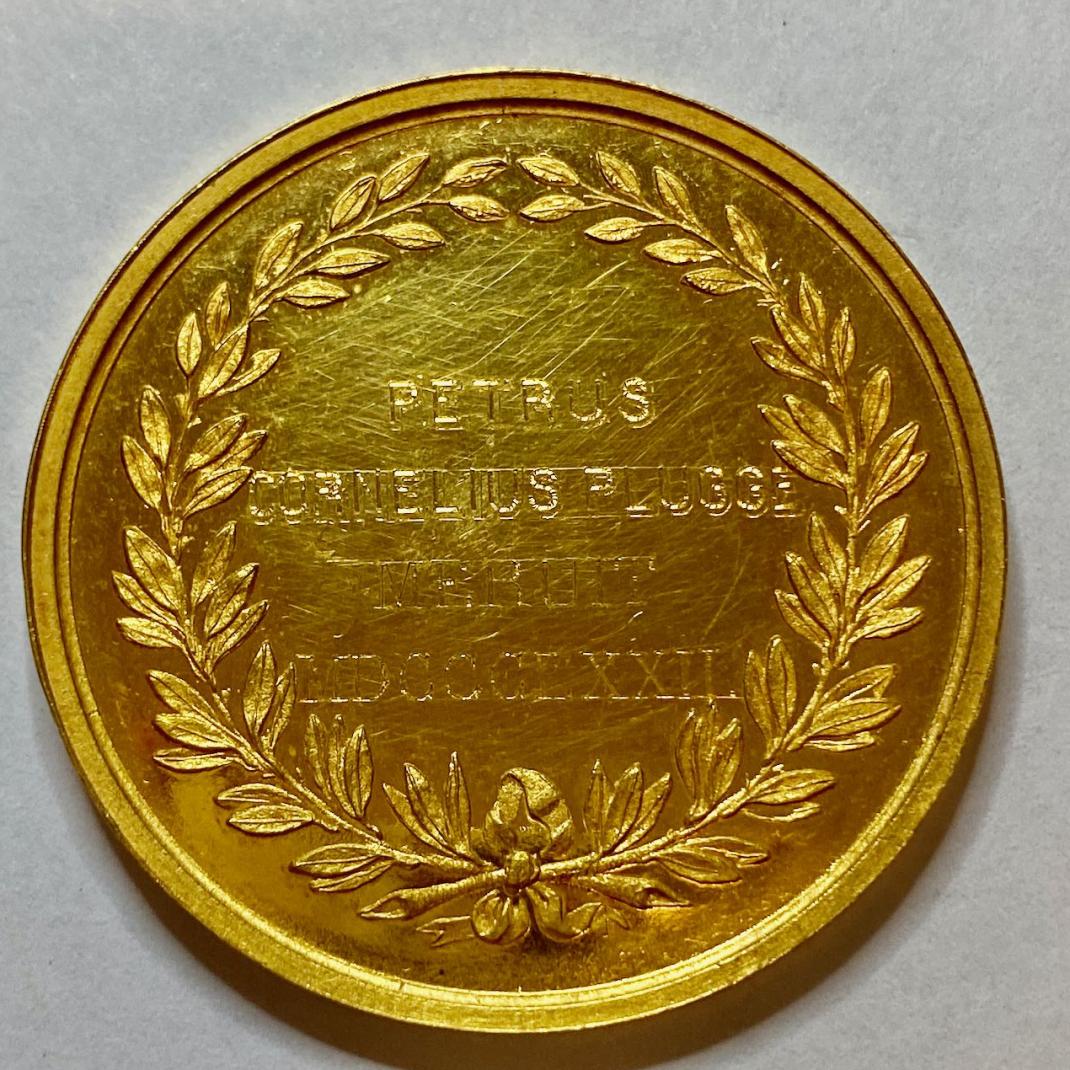 PETRUS
CORNELIUS PLUGGE
MERUIT
MDCCCLXXII.